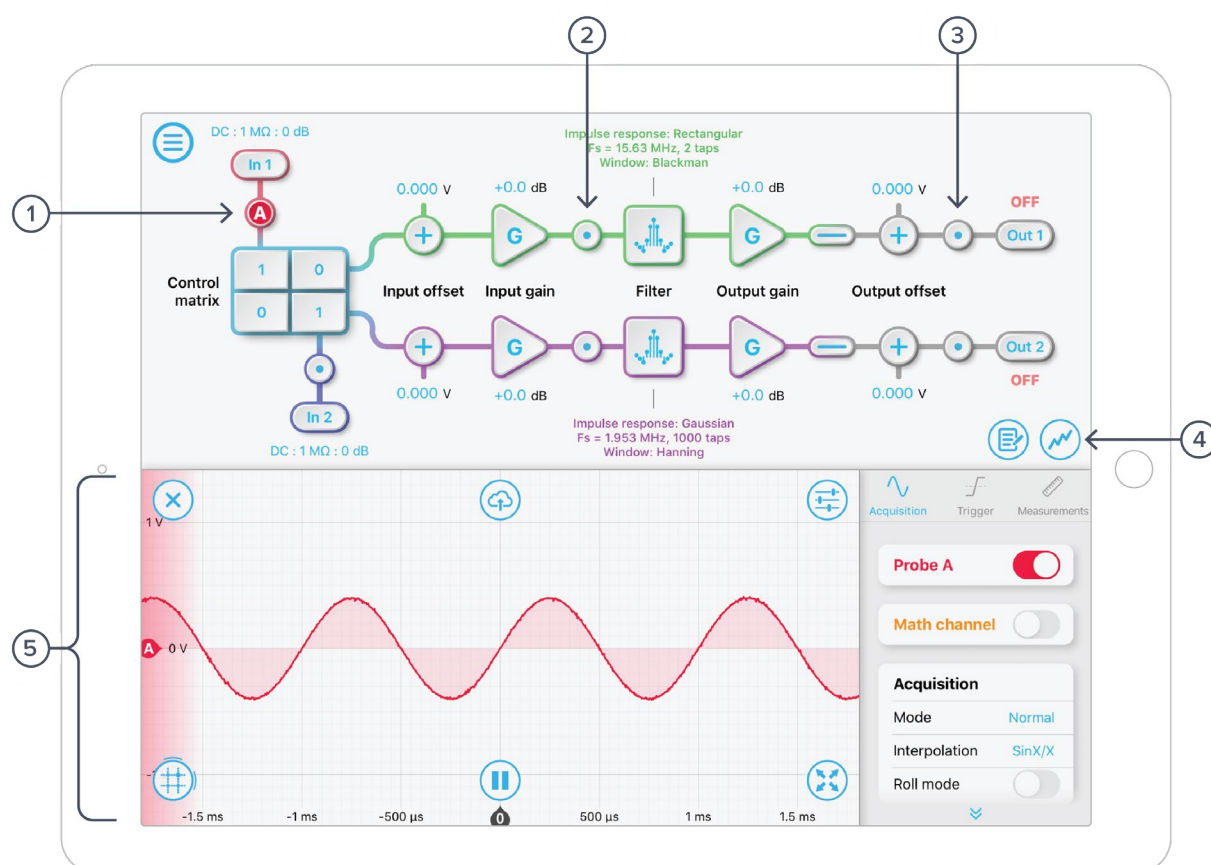 2
3
DC : 1 MΩ : 0 dB
Impulse response: Rectangular
Fs = 15.63 MHz, 2 taps
Window: Blackman
In 1
0.000 V
+0.0 dB
+0.0 dB
0.000 V
OFF
1
A
G
G
Out 1
1 0
0 1
Control
matrix
Input offset
Input gain
Filter
Output gain
Output offset
G
G
Out 2
0.000 V
+0.0 dB
+0.0 dB
0.000 V
OFF
In 2
DC : 1 MΩ : 0 dB
Impulse response: Gaussian
Fs = 1.953 MHz, 1000 taps
Window: Hanning
4
5
1 V
A
0 V
-1.5 ms
-1 ms
-500 µs
0
500 µs
1 ms
1.5 ms
Acquisition
Trigger
Measurements
Probe A
Math channel
Acquisition
Mode Normal
Interpolation SinX/X
Roll mode